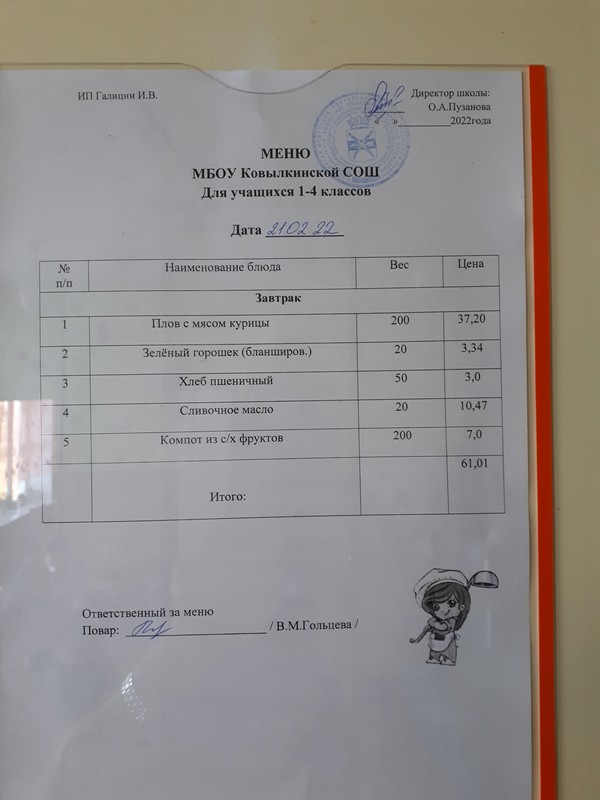 ИП Галицин И.В.
Директор школы:
О.А.Пузанова
« » 2022года
МЕНЮ
МБОУ Ковылкинской СОШ
Для учащихся 1-4 классов
Дата 21.02.22
№ п/п Наименование блюда Вес Цена
Завтрак
1 Плов с мясом курицы 200 37,20
2 Зелёный горошек (бланширов.) 20 3,34
3 Хлеб пшеничный 50 3,0
4 Сливочное масло 20 10,47
5 Компот из с/х фруктов 200 7,0
Итого: 61,01
Ответственный за меню
Повар: / В.М.Гольцева /